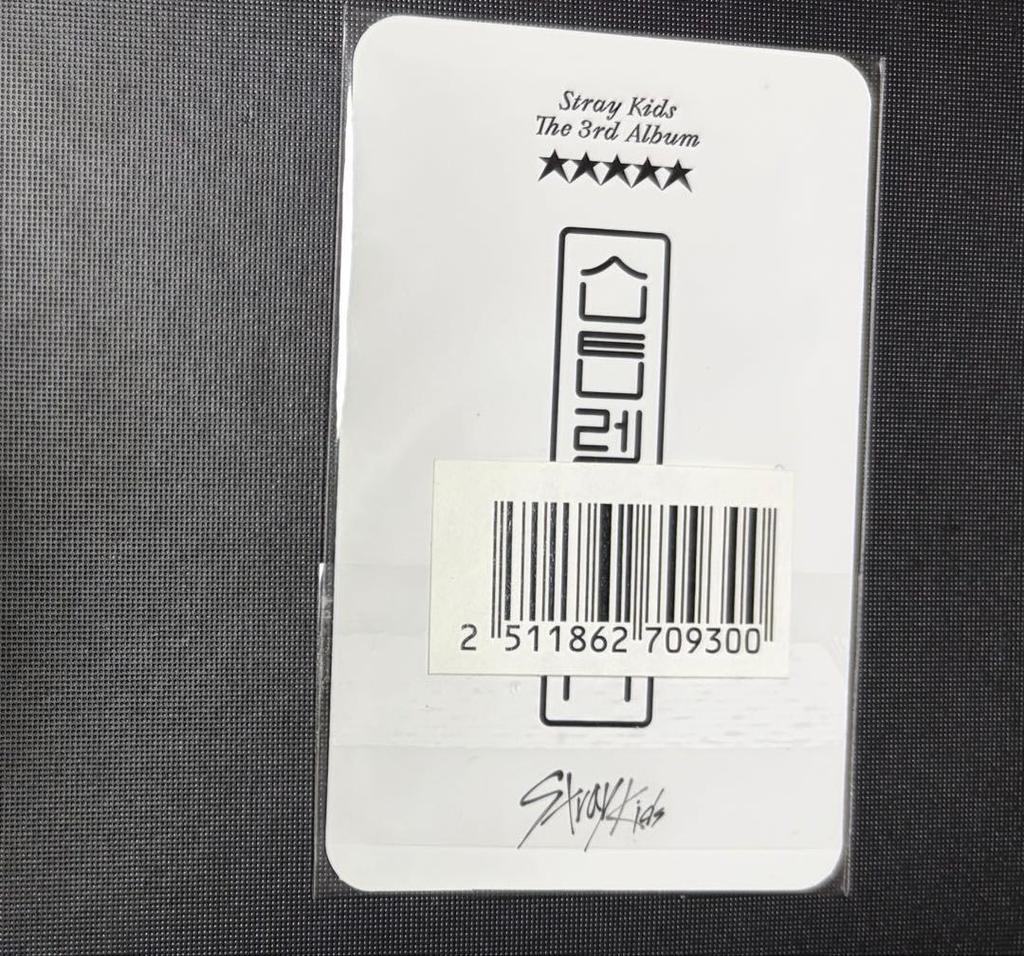 Stray Kids
The 3rd Album
★★★★★
스
트
레
2 511862 709300
Stray Kids